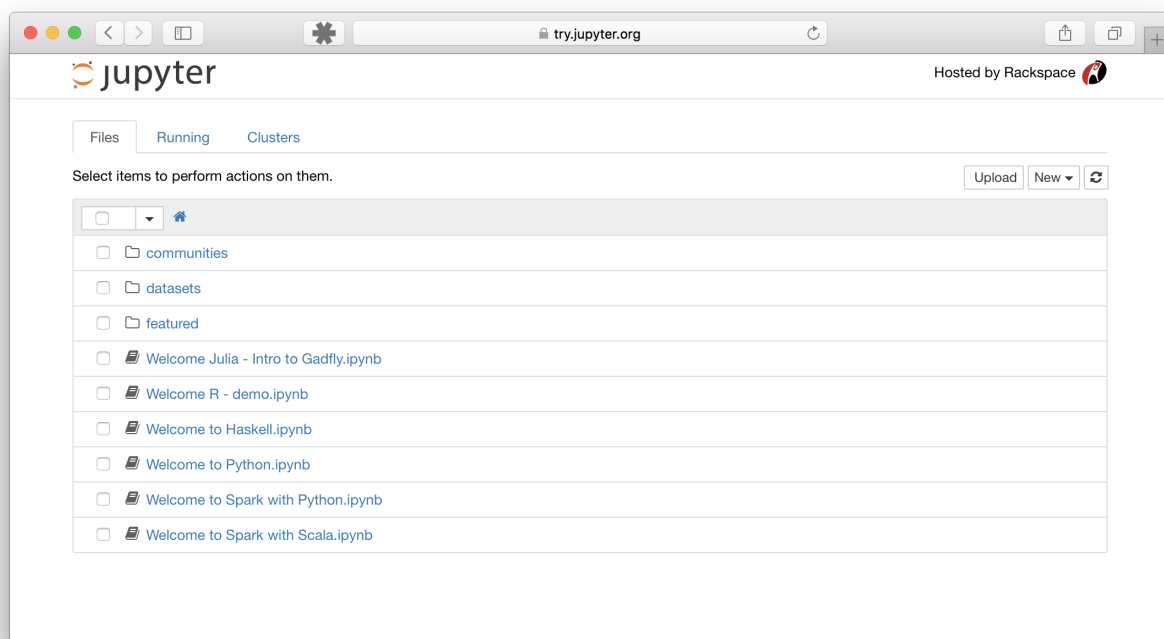 try.jupyter.org
jupyter
Hosted by Rackspace
Files Running Clusters
Select items to perform actions on them.
Upload New
communities
datasets
featured
Welcome Julia - Intro to Gadfly.ipynb
Welcome R - demo.ipynb
Welcome to Haskell.ipynb
Welcome to Python.ipynb
Welcome to Spark with Python.ipynb
Welcome to Spark with Scala.ipynb